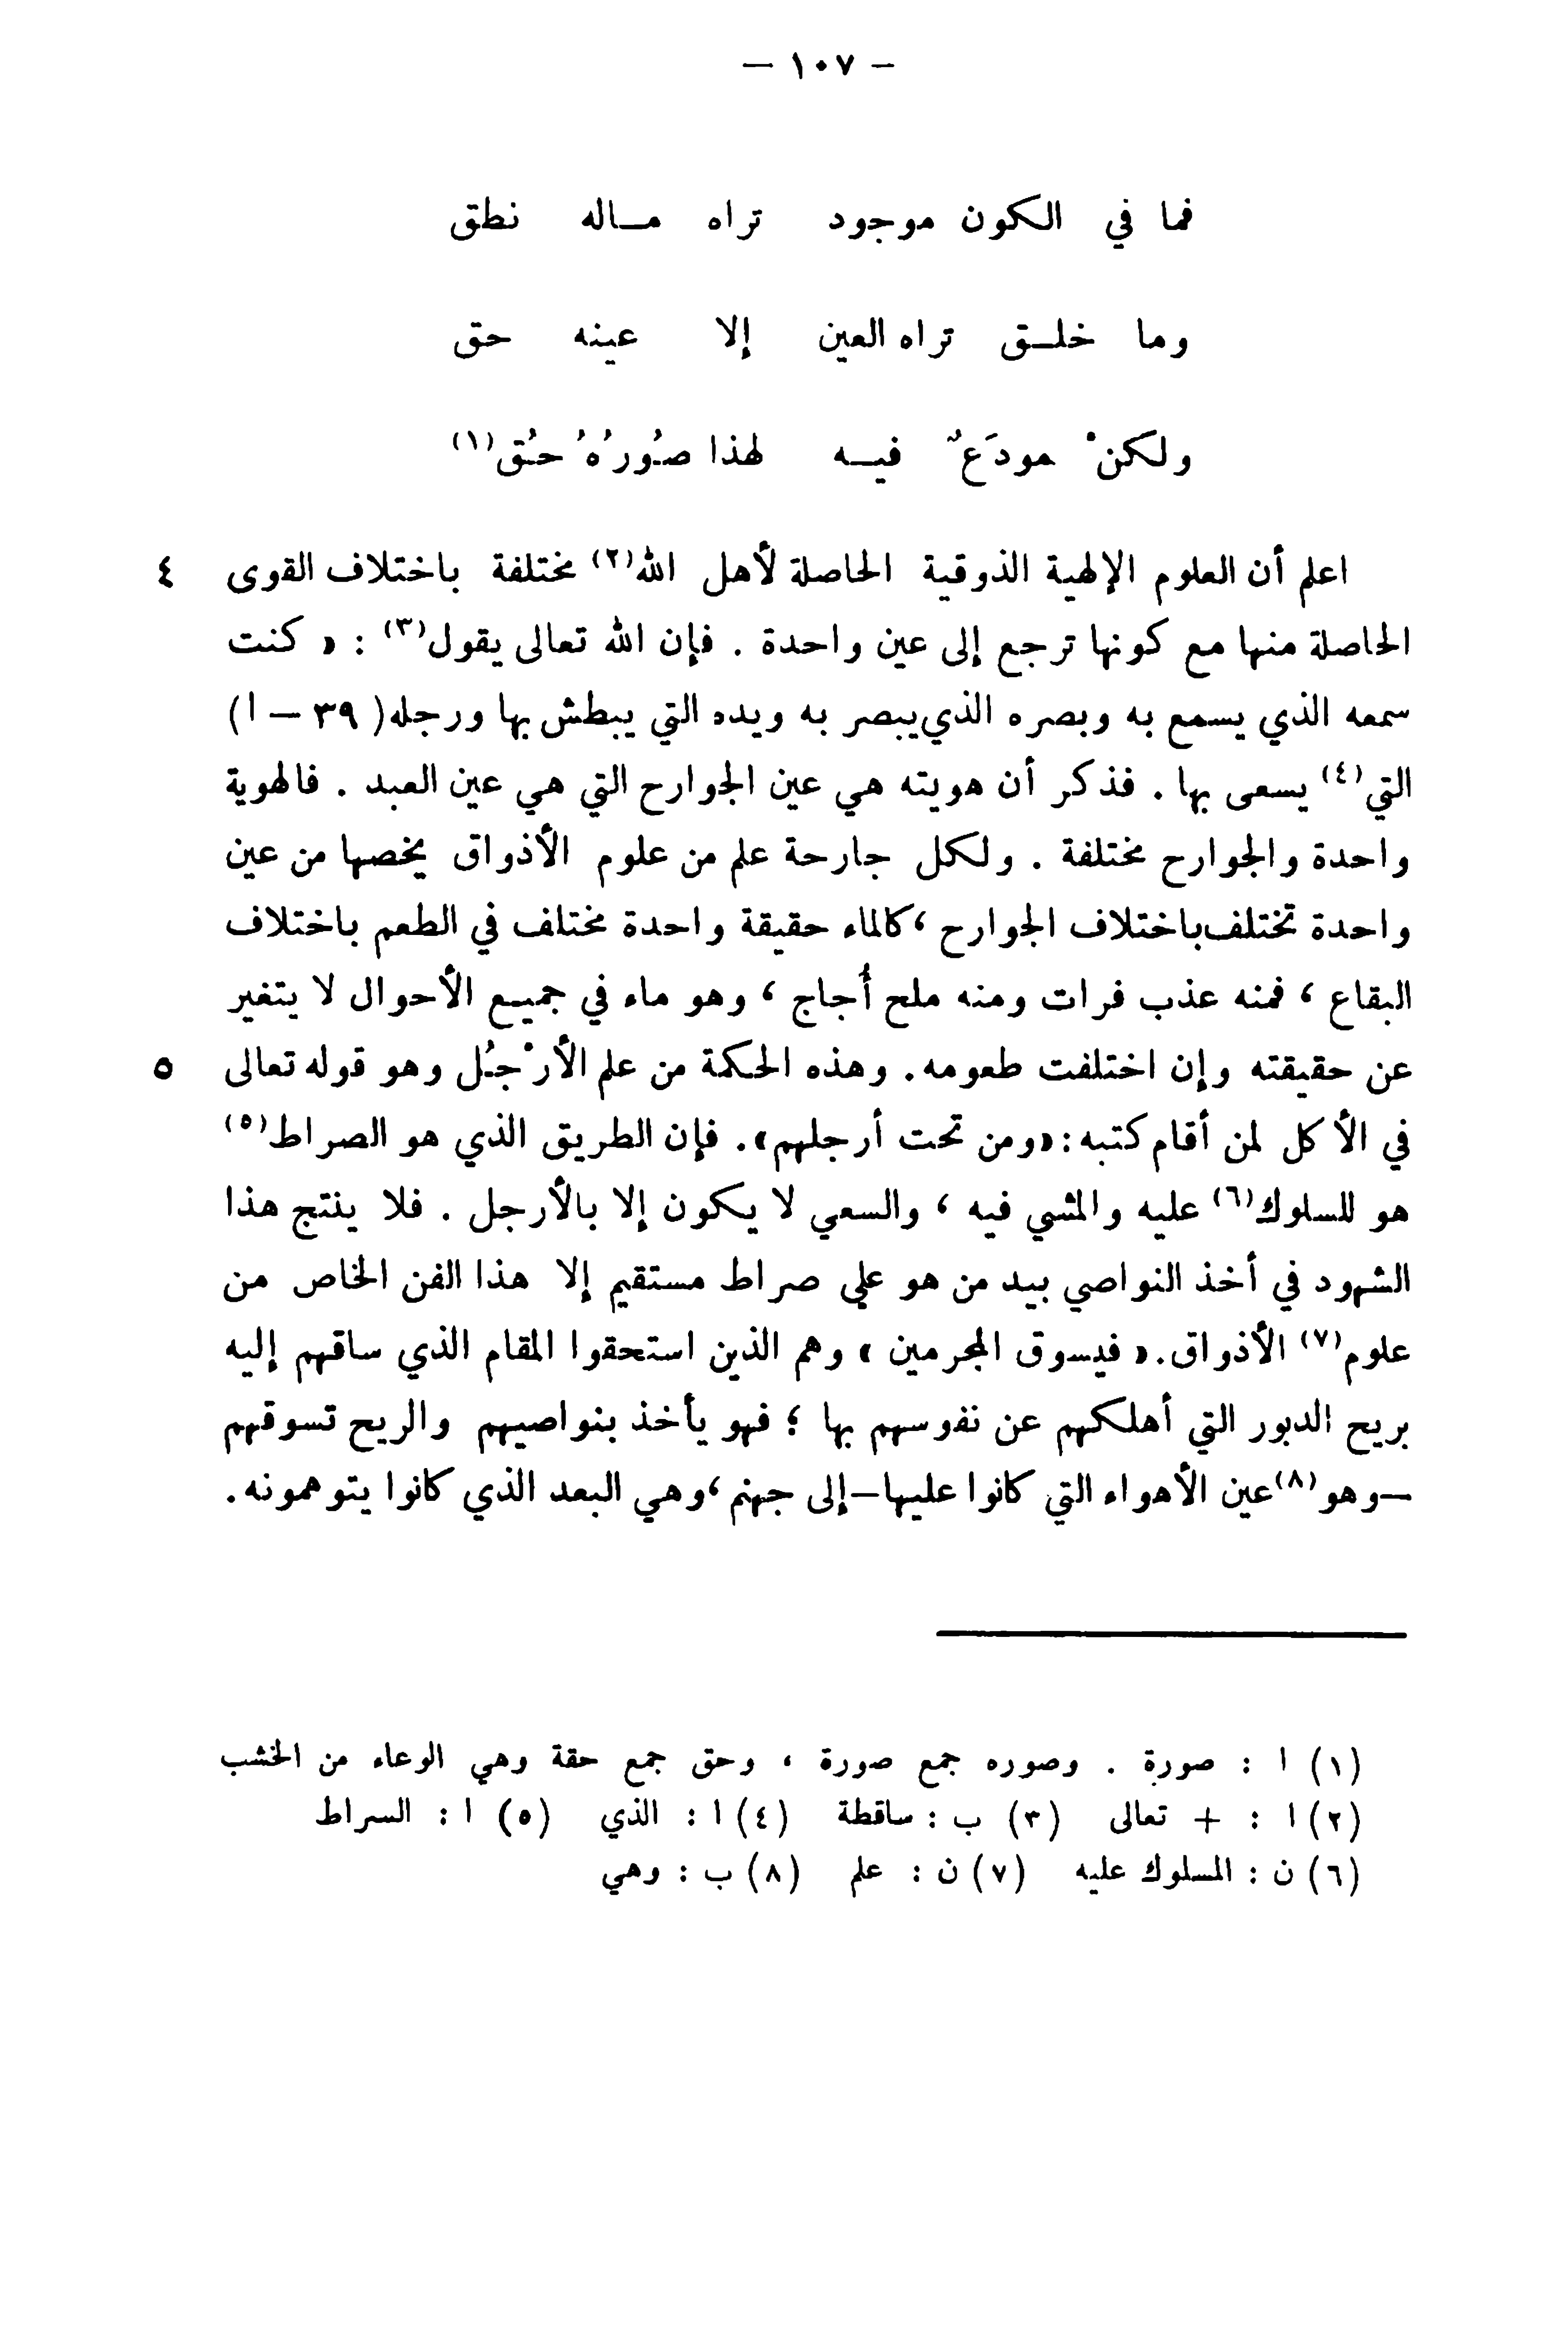 – ١٠٧ –
فما في الكون موجود تراه مـاله نطق
وما خلـق تراه العين إلا عينه حق
ولكنْ مودَعٌ فيـه لهذا صُورُهُ حُق(١)
اعلم أن العلوم الإلهية الذوقية الحاصلة لأهل الله(٢) مختلفة باختلاف القوى ٤
الحاصلة منها مع كونها ترجع إلى عين واحدة . فإن الله تعالى يقول(٣) : « كنت
سمعه الذي يسمع به وبصره الذي يبصر به ويده التي يبطش بها ورجله (٣٩ – ا)
التي(٤) يسعى بها . فذكر أن هويته هي عين الجوارح التي هي عين العبد . فالهوية
واحدة والجوارح مختلفة . ولكل جارحة علم من علوم الأذواق يخصها من عين
واحدة تختلف باختلاف الجوارح ، كالماء حقيقة واحدة مختلف في الطعم باختلاف
البقاع ، فمنه عذب فرات ومنه ملح أُجاج ، وهو ماء في جميع الأحوال لا يتغير
عن حقيقته وإن اختلفت طعومه . وهذه الحكمة من علم الأرْجُل وهو قوله تعالى ٥
في الأكل لمن أقام كتبه : «ومن تحت أرجلهم» . فإن الطريق الذي هو الصراط(٥)
هو للسلوك(٦) عليه والمشي فيه ، والسعي لا يكون إلا بالأرجل . فلا ينتج هذا
الشهود في أخذ النواصي بيد من هو على صراط مستقيم إلا هذا الفن الخاص من
علوم(٧) الأذواق. « فيسوق المجرمين » وهم الذين استحقوا المقام الذي ساقهم إليه
بريح الدبور التي أهلكهم عن نفوسهم بها ؛ فهو يأخذ بنواصيهم والريح تسوقهم
–وهو(٨) عين الأهواء التي كانوا عليها–إلى جهنم ، وهي البعد الذي كانوا يتوهمونه .
(١) ا : صورة . وصوره جمع صورة ، وحق جمع حقة وهي الوعاء من الخشب
(٢) ا : + تعالى (٣) ب : ساقطة (٤) ا : الذي (٥) ا : السراط
(٦) ن : المسلوك عليه (٧) ن : علم (٨) ب : وهي